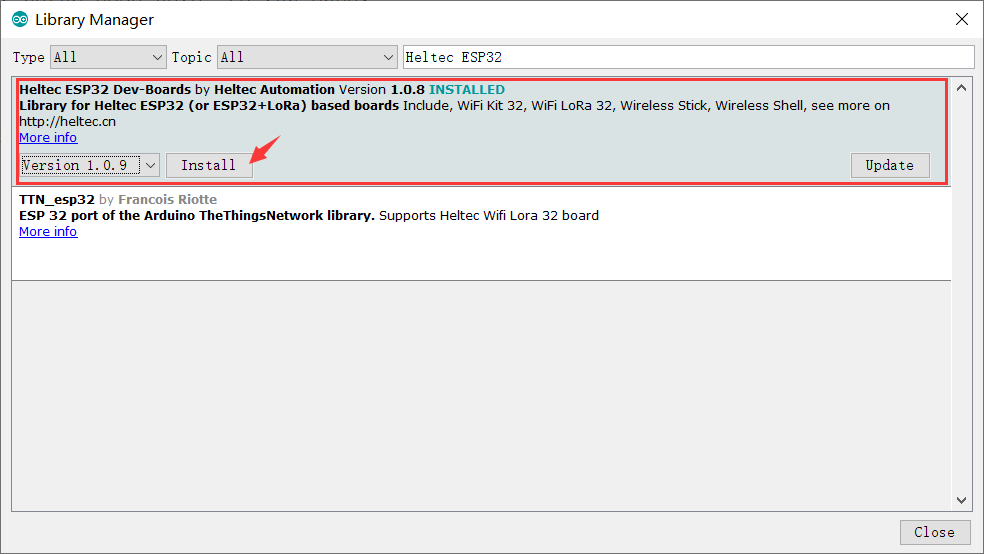 Library Manager
Type All Topic All Heltec ESP32
Heltec ESP32 Dev-Boards by Heltec Automation Version 1.0.8 INSTALLED
Library for Heltec ESP32 (or ESP32+LoRa) based boards Include, WiFi Kit 32, WiFi LoRa 32, Wireless Stick, Wireless Shell, see more on
http://heltec.cn
More info
Version 1.0.9 Install Update
TTN_esp32 by Francois Riotte
ESP 32 port of the Arduino TheThingsNetwork library. Supports Heltec Wifi Lora 32 board
More info
Close